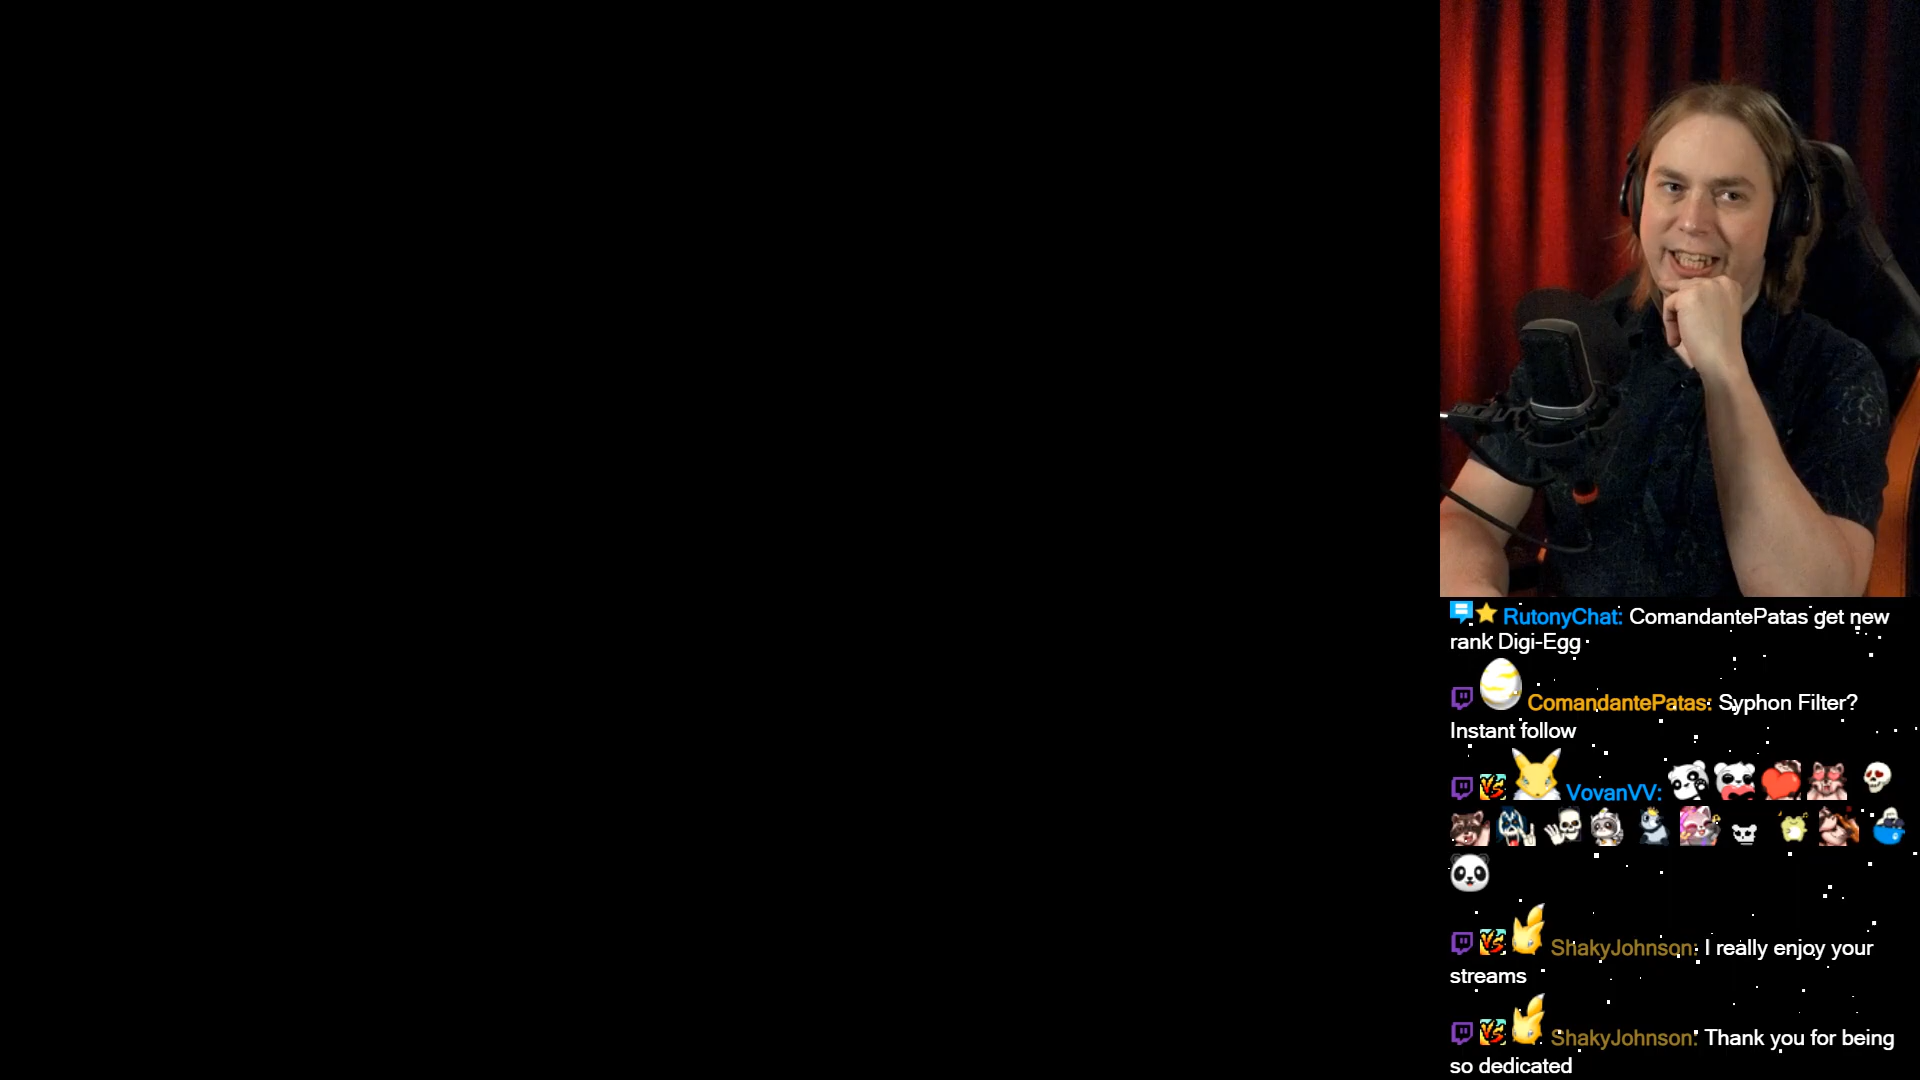 RutonyChat: ComandantePatas get new
rank Digi-Egg
ComandantePatas: Syphon Filter?
Instant follow
VovanVV:
ShakyJohnson: I really enjoy your
streams
ShakyJohnson: Thank you for being
so dedicated